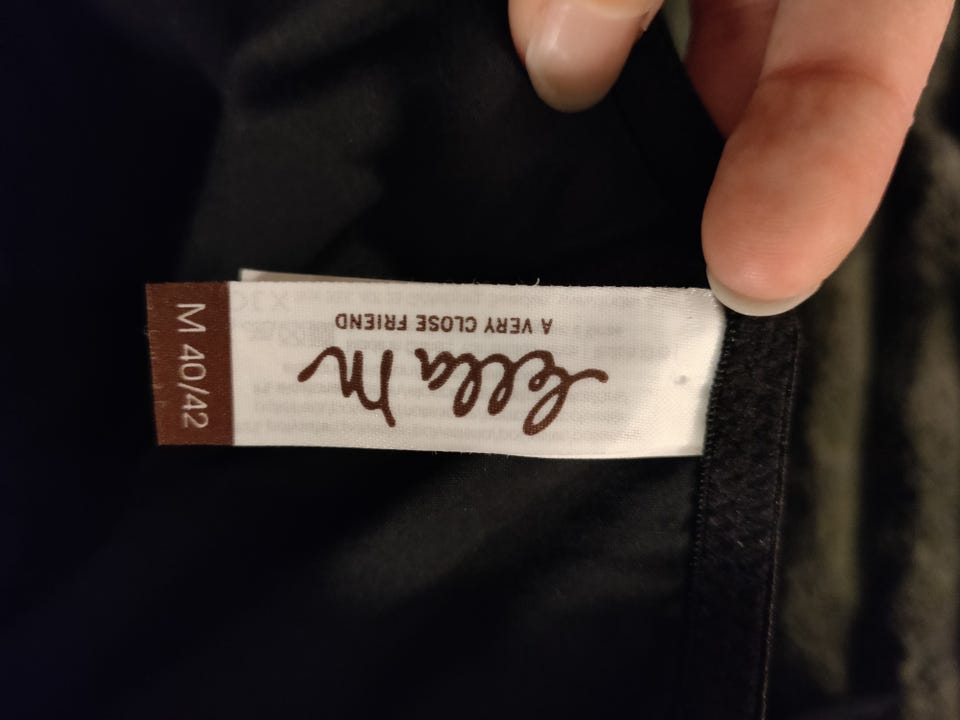 Ella M
A VERY CLOSE FRIEND
M 40/42